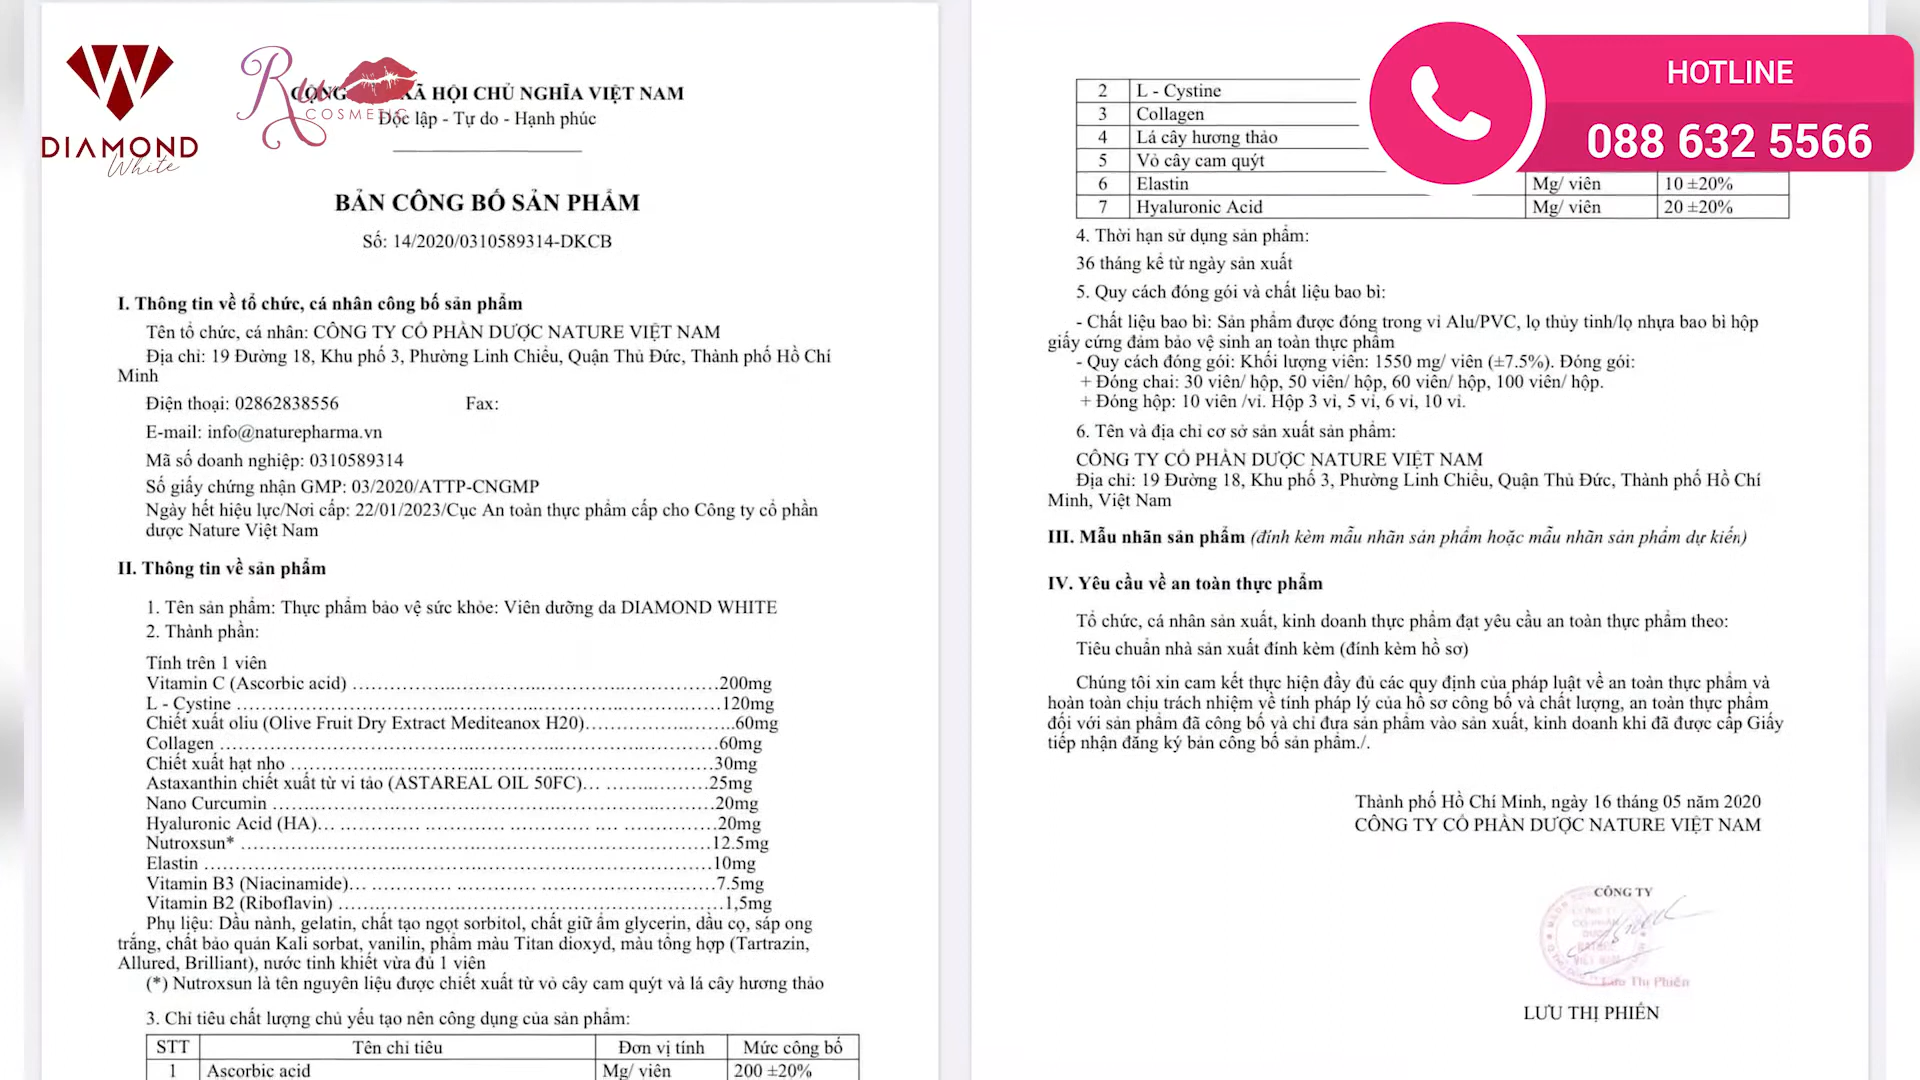 DIAMOND
White
COSMETIC
HOTLINE
088 632 5566
CỘNG XÃ HỘI CHỦ NGHĨA VIỆT NAM
Độc lập - Tự do - Hạnh phúc
BẢN CÔNG BỐ SẢN PHẨM
Số: 14/2020/0310589314-DKCB
I. Thông tin về tổ chức, cá nhân công bố sản phẩm
Tên tổ chức, cá nhân: CÔNG TY CỔ PHẦN DƯỢC NATURE VIỆT NAM
Địa chỉ: 19 Đường 18, Khu phố 3, Phường Linh Chiểu, Quận Thủ Đức, Thành phố Hồ Chí
Minh
Điện thoại: 02862838556 Fax:
E-mail: info@naturepharma.vn
Mã số doanh nghiệp: 0310589314
Số giấy chứng nhận GMP: 03/2020/ATTP-CNGMP
Ngày hết hiệu lực/Nơi cấp: 22/01/2023/Cục An toàn thực phẩm cấp cho Công ty cổ phần
dược Nature Việt Nam
II. Thông tin về sản phẩm
1. Tên sản phẩm: Thực phẩm bảo vệ sức khỏe: Viên dưỡng da DIAMOND WHITE
2. Thành phần:
Tính trên 1 viên
Vitamin C (Ascorbic acid) ……………………………………200mg
L - Cystine ……………………………………120mg
Chiết xuất oliu (Olive Fruit Dry Extract Mediteanox H20)……………………60mg
Collagen ……………………………………60mg
Chiết xuất hạt nho ……………………………………30mg
Astaxanthin chiết xuất từ vi tảo (ASTAREAL OIL 50FC)… ……………25mg
Nano Curcumin ……………………………………20mg
Hyaluronic Acid (HA)… ……………………………………20mg
Nutroxsun* ……………………………………12.5mg
Elastin ……………………………………10mg
Vitamin B3 (Niacinamide)… ……………………………………7.5mg
Vitamin B2 (Riboflavin) ……………………………………1,5mg
Phụ liệu: Dầu nành, gelatin, chất tạo ngọt sorbitol, chất giữ ẩm glycerin, dầu cọ, sáp ong
trắng, chất bảo quản Kali sorbat, vanilin, phẩm màu Titan dioxyd, màu tổng hợp (Tartrazin,
Allured, Brilliant), nước tinh khiết vừa đủ 1 viên
(*) Nutroxsun là tên nguyên liệu được chiết xuất từ vỏ cây cam quýt và lá cây hương thảo
3. Chỉ tiêu chất lượng chủ yếu tạo nên công dụng của sản phẩm:
STT Tên chỉ tiêu Đơn vị tính Mức công bố
1 Ascorbic acid Mg/ viên 200 ±20%
2 L - Cystine
3 Collagen
4 Lá cây hương thảo
5 Vỏ cây cam quýt
6 Elastin Mg/ viên 10 ±20%
7 Hyaluronic Acid Mg/ viên 20 ±20%
4. Thời hạn sử dụng sản phẩm:
36 tháng kể từ ngày sản xuất
5. Quy cách đóng gói và chất liệu bao bì:
- Chất liệu bao bì: Sản phẩm được đóng trong vỉ Alu/PVC, lọ thủy tinh/lọ nhựa bao bì hộp
giấy cứng đảm bảo vệ sinh an toàn thực phẩm
- Quy cách đóng gói: Khối lượng viên: 1550 mg/ viên (±7.5%). Đóng gói:
+ Đóng chai: 30 viên/ hộp, 50 viên/ hộp, 60 viên/ hộp, 100 viên/ hộp.
+ Đóng hộp: 10 viên /vỉ. Hộp 3 vỉ, 5 vỉ, 6 vỉ, 10 vỉ.
6. Tên và địa chỉ cơ sở sản xuất sản phẩm:
CÔNG TY CỔ PHẦN DƯỢC NATURE VIỆT NAM
Địa chỉ: 19 Đường 18, Khu phố 3, Phường Linh Chiểu, Quận Thủ Đức, Thành phố Hồ Chí
Minh, Việt Nam
III. Mẫu nhãn sản phẩm (đính kèm mẫu nhãn sản phẩm hoặc mẫu nhãn sản phẩm dự kiến)
IV. Yêu cầu về an toàn thực phẩm
Tổ chức, cá nhân sản xuất, kinh doanh thực phẩm đạt yêu cầu an toàn thực phẩm theo:
Tiêu chuẩn nhà sản xuất đính kèm (đính kèm hồ sơ)
Chúng tôi xin cam kết thực hiện đầy đủ các quy định của pháp luật về an toàn thực phẩm và
hoàn toàn chịu trách nhiệm về tính pháp lý của hồ sơ công bố và chất lượng, an toàn thực phẩm
đối với sản phẩm đã công bố và chỉ đưa sản phẩm vào sản xuất, kinh doanh khi đã được cấp Giấy
tiếp nhận đăng ký bản công bố sản phẩm./.
Thành phố Hồ Chí Minh, ngày 16 tháng 05 năm 2020
CÔNG TY CỔ PHẦN DƯỢC NATURE VIỆT NAM
CÔNG TY
Lưu Thị Phiến
LƯU THỊ PHIẾN